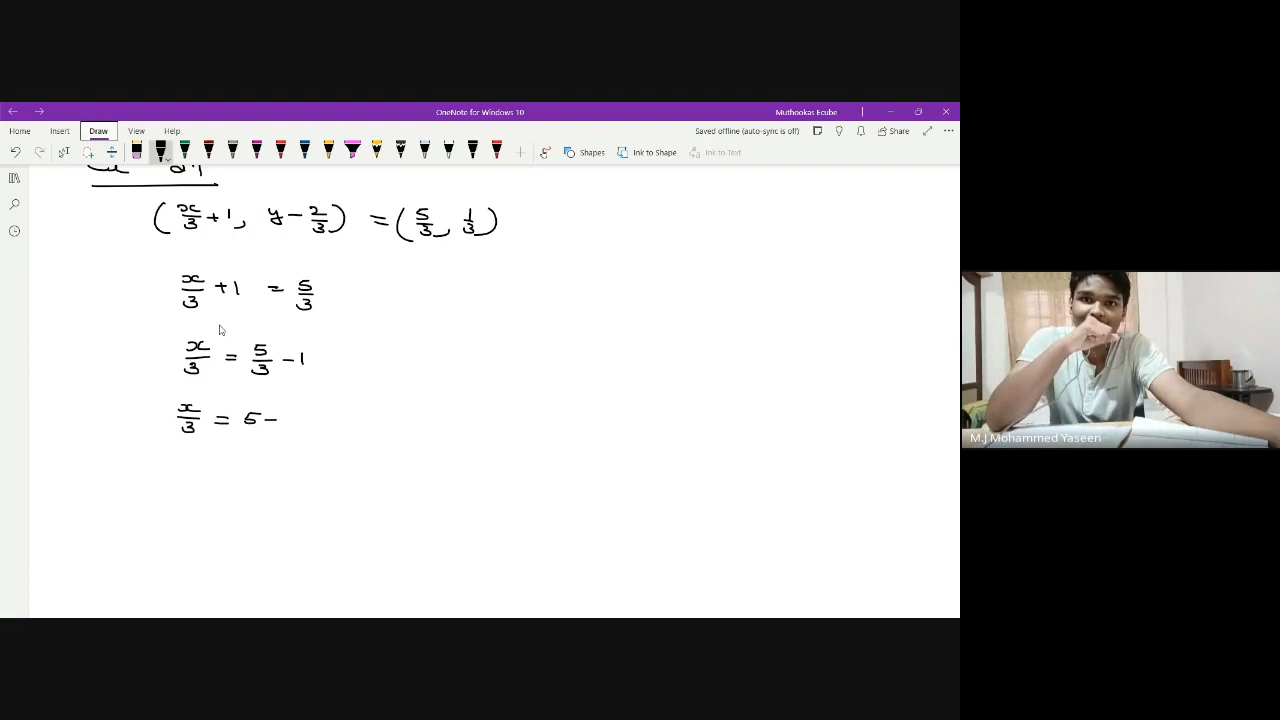 OneNote for Windows 10
Muthookas Ecube
Home Insert Draw View Help
Saved offline (auto-sync is off)
Share
Shapes
Ink to Shape
Ink to Text
(x/3 + 1, y − 2/3) = (5/3, 1/3)
x/3 + 1 = 5/3
x/3 = 5/3 − 1
x/3 = 5 −
M.J Mohammed Yaseen